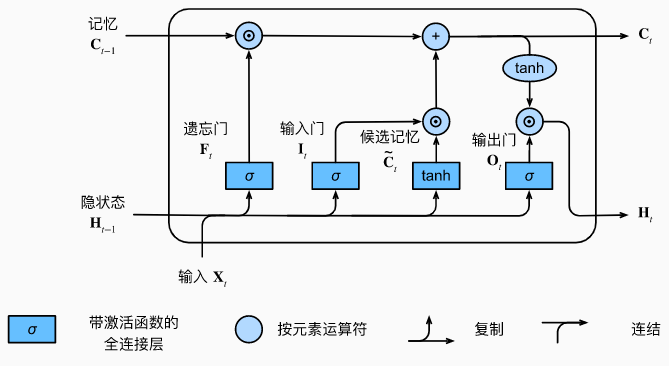 记忆
C_{t−1}
C_t
tanh
遗忘门
F_t
输入门
I_t
候选记忆
C̃_t
输出门
O_t
σ
σ
tanh
σ
隐状态
H_{t−1}
H_t
输入 X_t
σ
带激活函数的
全连接层
按元素运算符
复制
连结